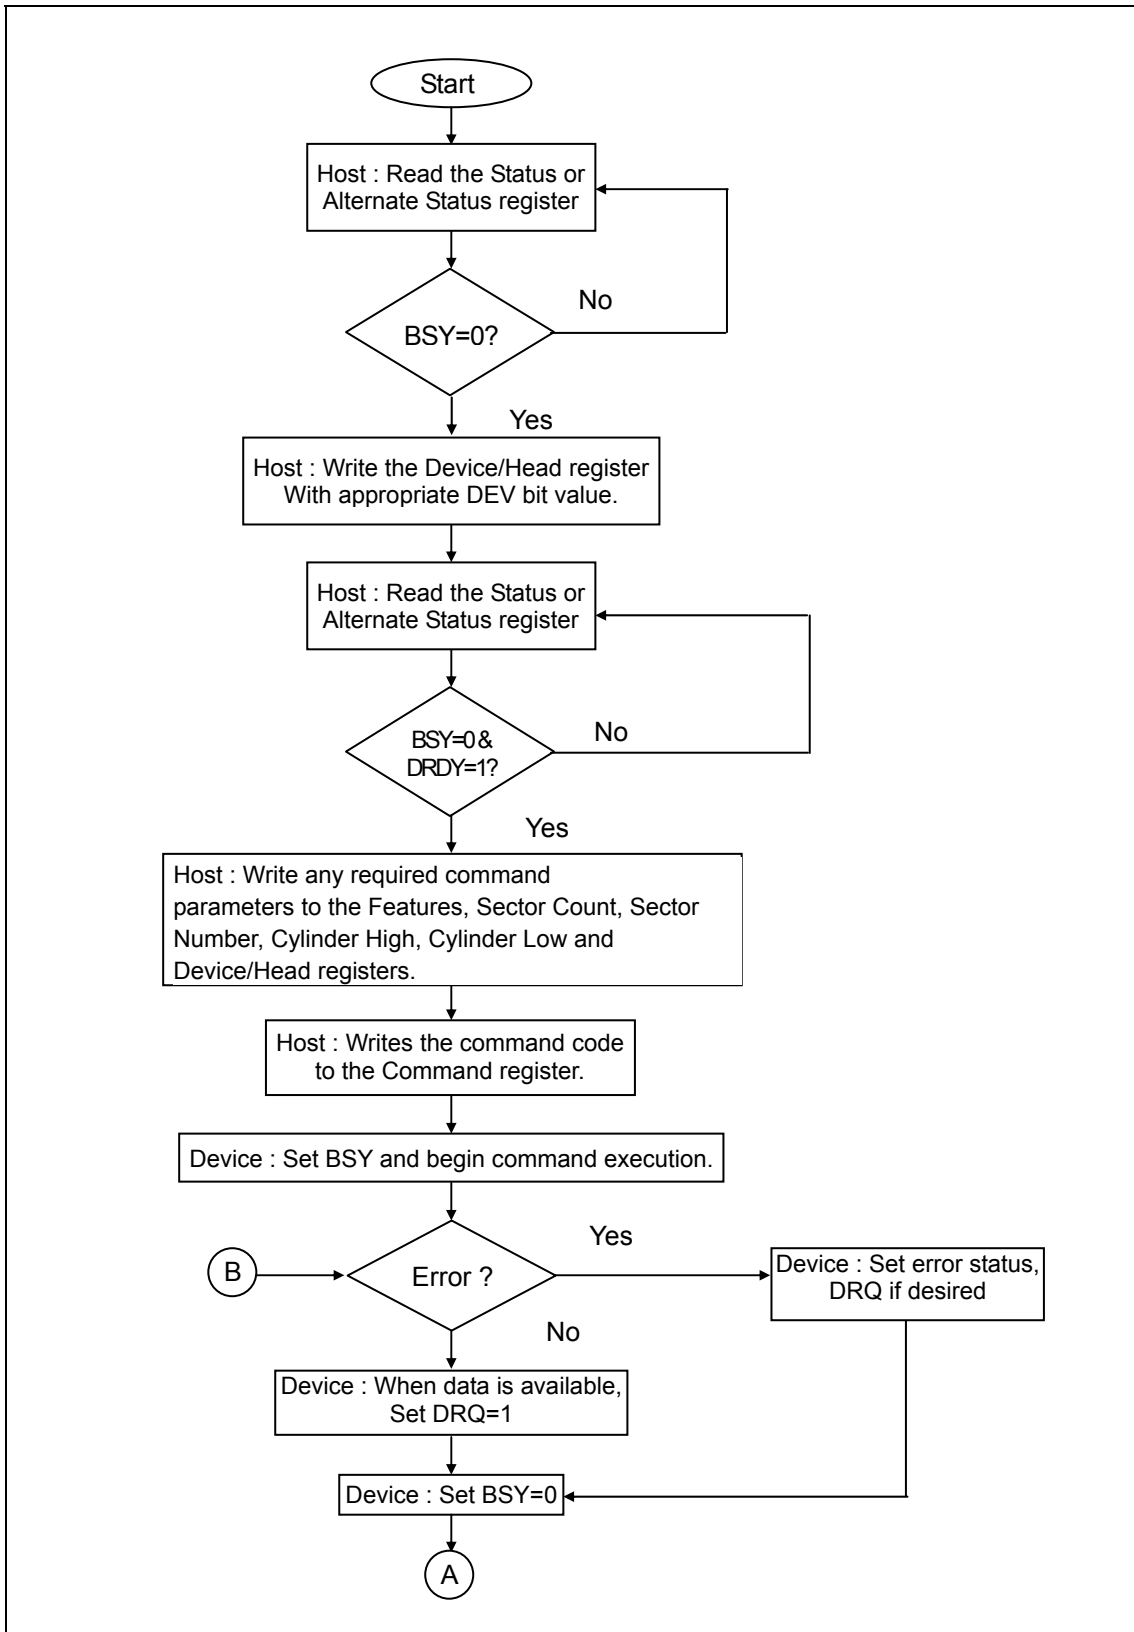 Start
Host : Read the Status or
Alternate Status register
No
BSY=0?
Yes
Host : Write the Device/Head register
With appropriate DEV bit value.
Host : Read the Status or
Alternate Status register
No
BSY=0 &
DRDY=1?
Yes
Host : Write any required command
parameters to the Features, Sector Count, Sector
Number, Cylinder High, Cylinder Low and
Device/Head registers.
Host : Writes the command code
to the Command register.
Device : Set BSY and begin command execution.
Yes
B
Error ?
Device : Set error status,
DRQ if desired
No
Device : When data is available,
Set DRQ=1
Device : Set BSY=0
A